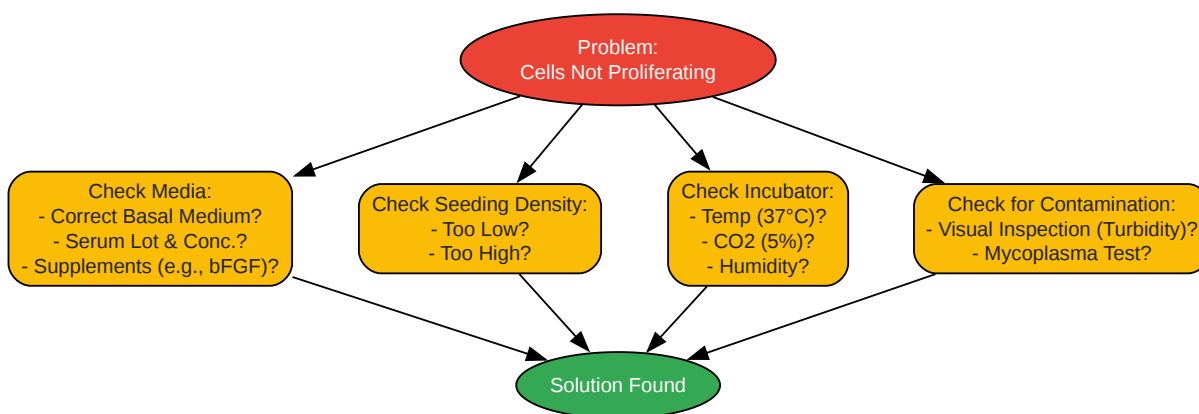 Problem:
Cells Not Proliferating
Check Media:
- Correct Basal Medium?
- Serum Lot & Conc.?
- Supplements (e.g., bFGF)?
Check Seeding Density:
- Too Low?
- Too High?
Check Incubator:
- Temp (37°C)?
- CO2 (5%)?
- Humidity?
Check for Contamination:
- Visual Inspection (Turbidity)?
- Mycoplasma Test?
Solution Found